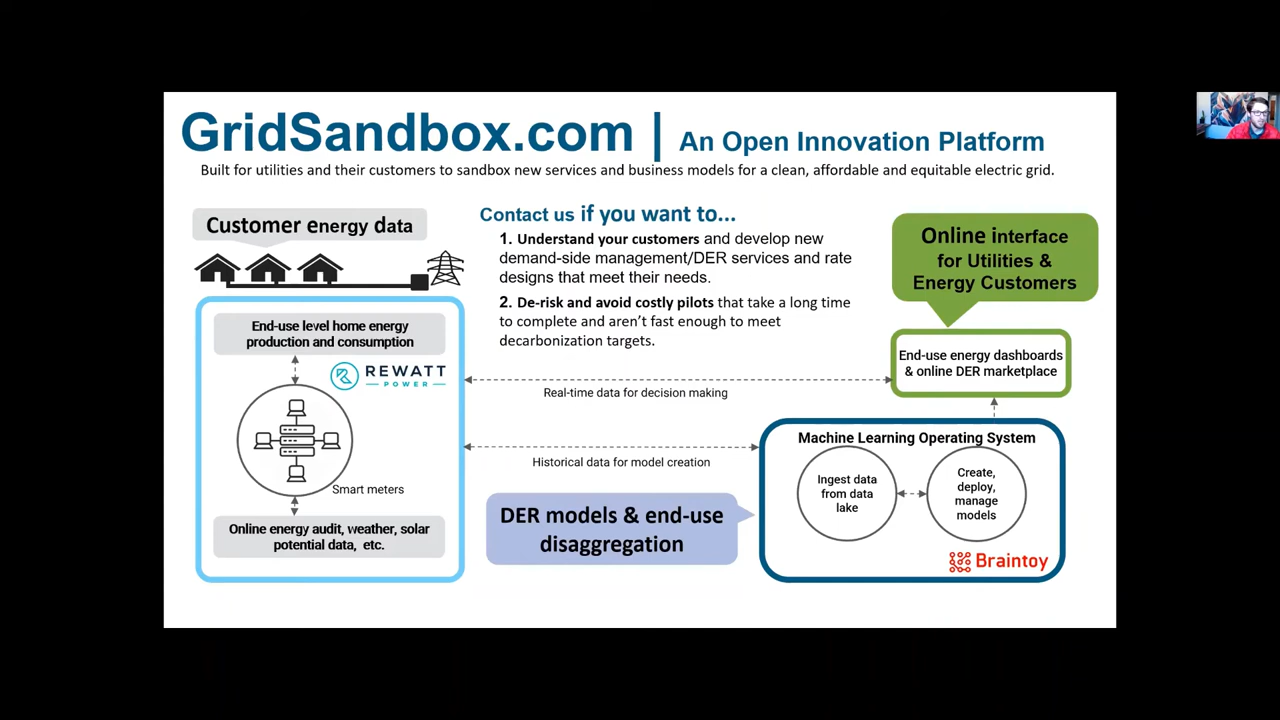 GridSandbox.com | An Open Innovation Platform
Built for utilities and their customers to sandbox new services and business models for a clean, affordable and equitable electric grid.
Customer energy data
End-use level home energy
production and consumption
REWATT
POWER
Smart meters
Online energy audit, weather, solar
potential data, etc.
Contact us if you want to...
1. Understand your customers and develop new
demand-side management/DER services and rate
designs that meet their needs.
2. De-risk and avoid costly pilots that take a long time
to complete and aren't fast enough to meet
decarbonization targets.
Real-time data for decision making
Historical data for model creation
DER models & end-use
disaggregation
Online interface
for Utilities &
Energy Customers
End-use energy dashboards
& online DER marketplace
Machine Learning Operating System
Ingest data
from data
lake
Create,
deploy,
manage
models
Braintoy